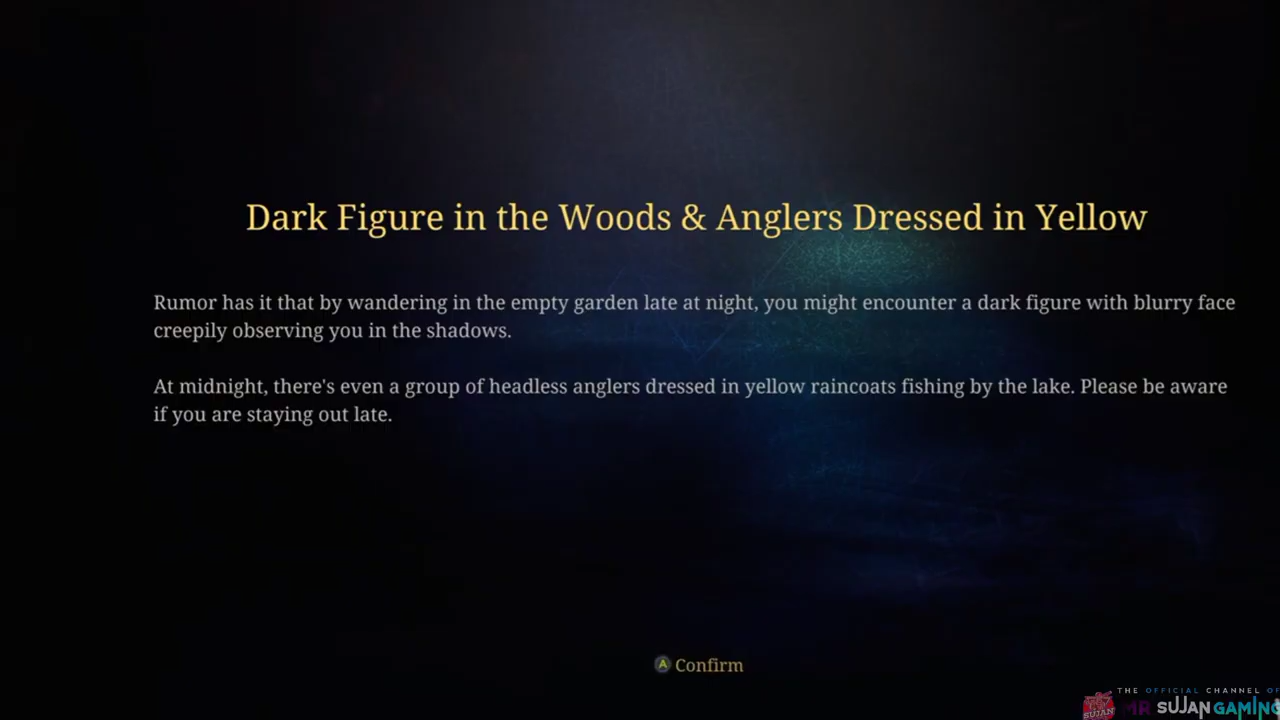 Dark Figure in the Woods & Anglers Dressed in Yellow
Rumor has it that by wandering in the empty garden late at night, you might encounter a dark figure with blurry face
creepily observing you in the shadows.
At midnight, there's even a group of headless anglers dressed in yellow raincoats fishing by the lake. Please be aware
if you are staying out late.
A Confirm
THE OFFICIAL CHANNEL OF
MR SUJAN GAMING
SUJAN